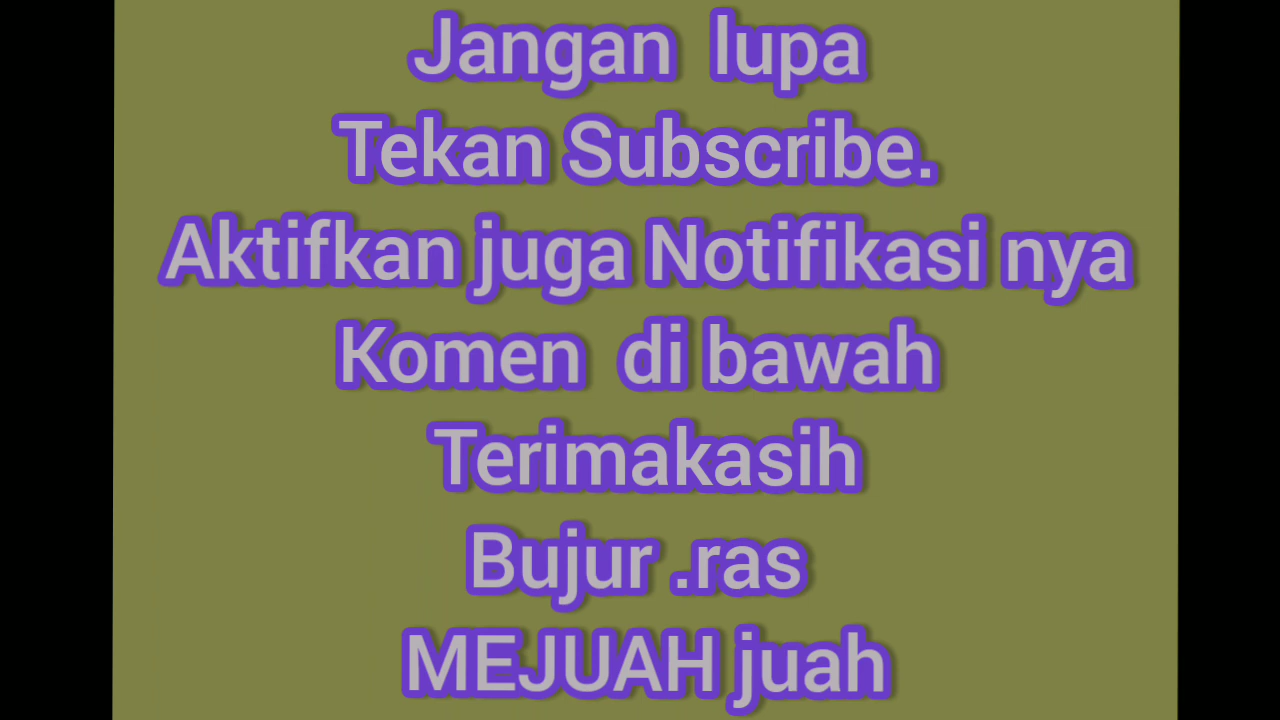 Jangan lupa
Tekan Subscribe.
Aktifkan juga Notifikasi nya
Komen di bawah
Terimakasih
Bujur .ras
MEJUAH juah